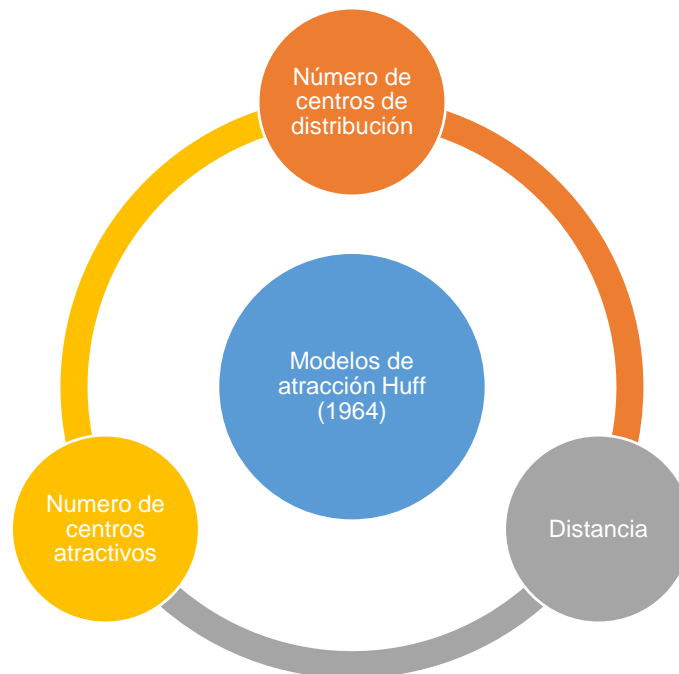 Número de
centros de
distribución
Modelos de
atracción Huff
(1964)
Numero de
centros
atractivos
Distancia